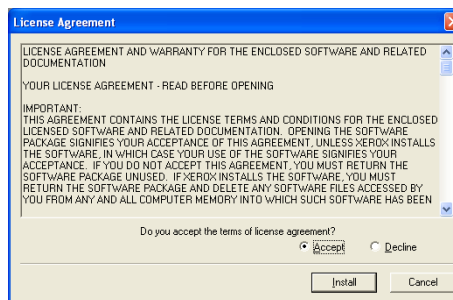 License Agreement
LICENSE AGREEMENT AND WARRANTY FOR THE ENCLOSED SOFTWARE AND RELATED
DOCUMENTATION
YOUR LICENSE AGREEMENT - READ BEFORE OPENING
IMPORTANT:
THIS AGREEMENT CONTAINS THE LICENSE TERMS AND CONDITIONS FOR THE ENCLOSED
LICENSED SOFTWARE AND RELATED DOCUMENTATION.  OPENING THE SOFTWARE
PACKAGE SIGNIFIES YOUR ACCEPTANCE OF THIS AGREEMENT, UNLESS XEROX INSTALLS
THE SOFTWARE, IN WHICH CASE YOUR USE OF THE SOFTWARE SIGNIFIES YOUR
ACCEPTANCE.  IF YOU DO NOT ACCEPT THIS AGREEMENT, YOU MUST RETURN THE
SOFTWARE PACKAGE UNUSED.  IF XEROX INSTALLS THE SOFTWARE, YOU MUST
RETURN THE SOFTWARE PACKAGE AND DELETE ANY SOFTWARE FILES ACCESSED BY
YOU FROM ANY AND ALL COMPUTER MEMORY INTO WHICH SUCH SOFTWARE HAS BEEN
Do you accept the terms of license agreement?
Accept Decline
Install Cancel